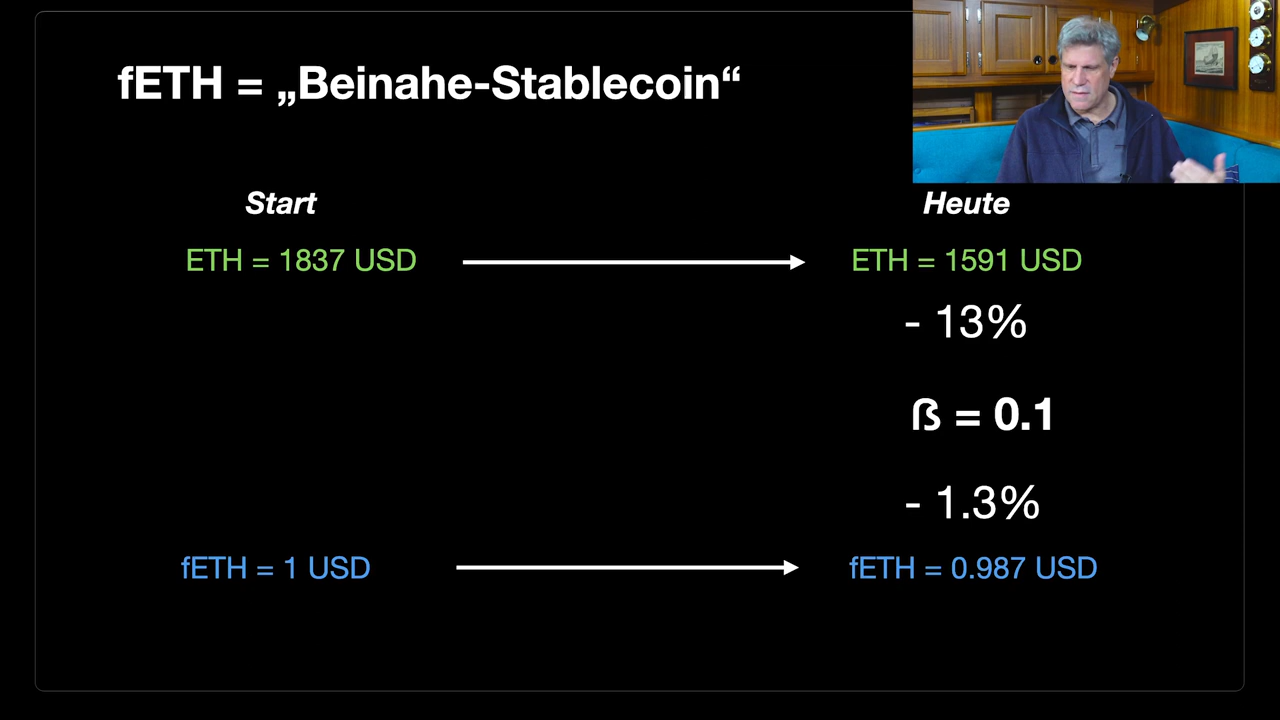 fETH = „Beinahe-Stablecoin“
Start
Heute
ETH = 1837 USD
ETH = 1591 USD
- 13%
ß = 0.1
- 1.3%
fETH = 1 USD
fETH = 0.987 USD